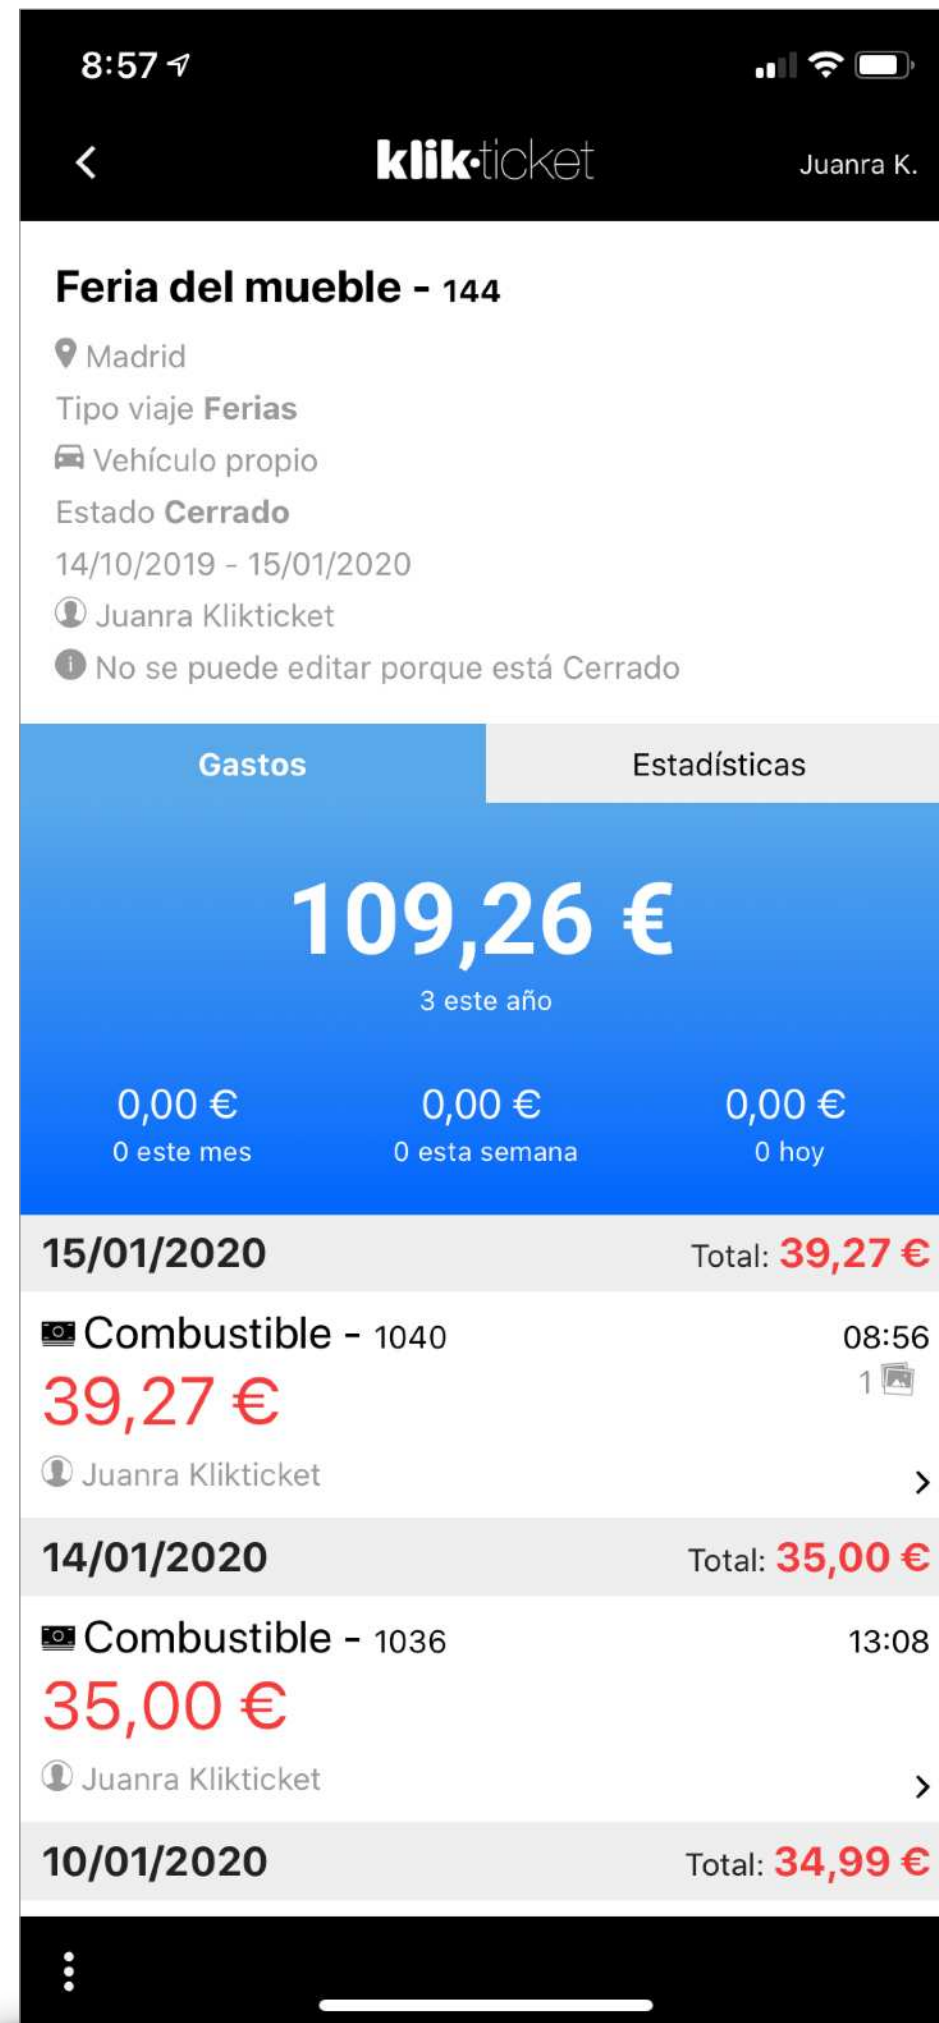 8:57
klik·ticket
Juanra K.
Feria del mueble - 144
Madrid
Tipo viaje Ferias
Vehículo propio
Estado Cerrado
14/10/2019 - 15/01/2020
Juanra Klikticket
No se puede editar porque está Cerrado
Gastos Estadísticas
109,26 €
3 este año
0,00 € 0,00 € 0,00 €
0 este mes 0 esta semana 0 hoy
15/01/2020 Total: 39,27 €
Combustible - 1040 08:56
39,27 € 1
Juanra Klikticket
14/01/2020 Total: 35,00 €
Combustible - 1036 13:08
35,00 €
Juanra Klikticket
10/01/2020 Total: 34,99 €